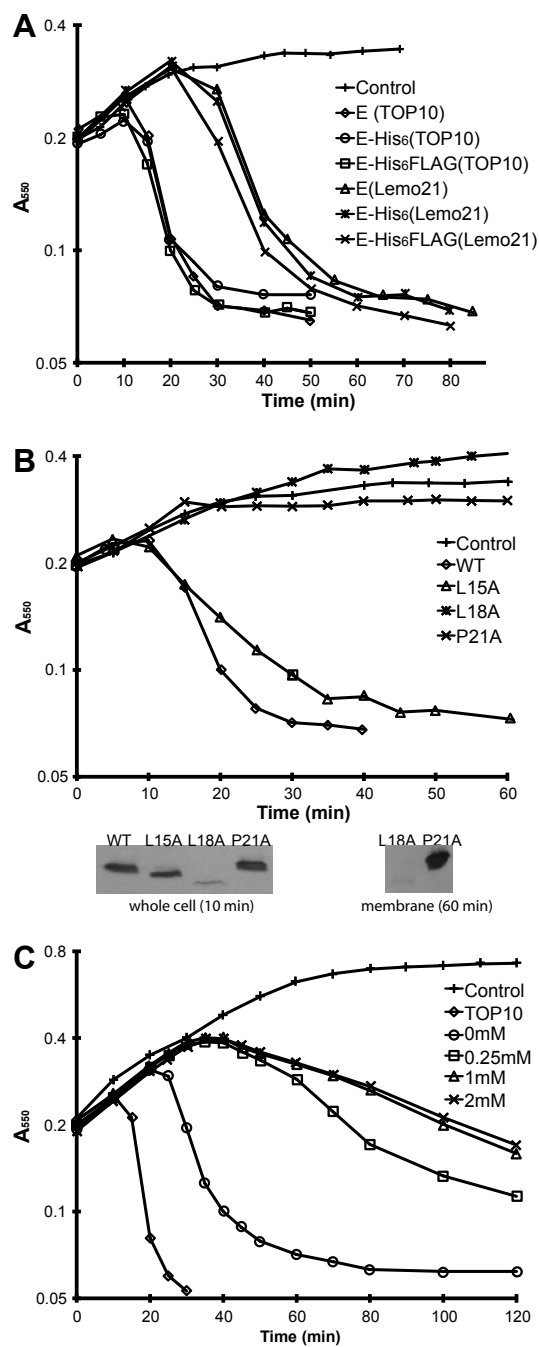 A
0.4
0.2
0.1
0.05
A550
0 10 20 30 40 50 60 70 80
Time (min)
Control
E (TOP10)
E-His6(TOP10)
E-His6FLAG(TOP10)
E(Lemo21)
E-His6(Lemo21)
E-His6FLAG(Lemo21)
B
0.4
0.2
0.1
0.05
A550
0 10 20 30 40 50 60
Time (min)
Control
WT
L15A
L18A
P21A
WT L15A L18A P21A
whole cell (10 min)
L18A P21A
membrane (60 min)
C
0.8
0.4
0.2
0.1
0.05
A550
0 20 40 60 80 100 120
Time (min)
Control
TOP10
0mM
0.25mM
1mM
2mM